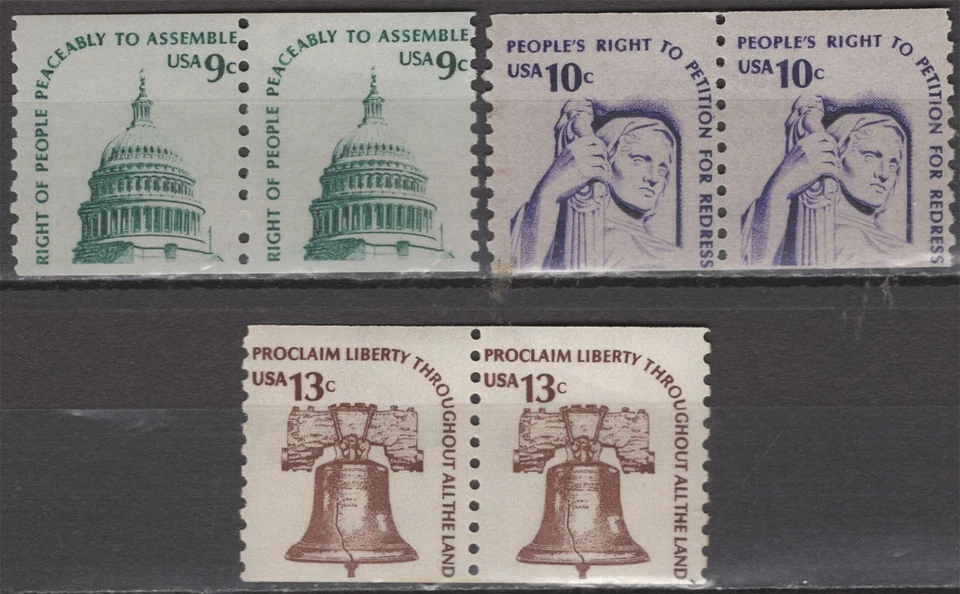 RIGHT OF PEOPLE PEACEABLY TO ASSEMBLE
USA 9c
RIGHT OF PEOPLE PEACEABLY TO ASSEMBLE
USA 9c
PEOPLE'S RIGHT TO PETITION FOR REDRESS
USA 10c
PEOPLE'S RIGHT TO PETITION FOR REDRESS
USA 10c
PROCLAIM LIBERTY THROUGHOUT ALL THE LAND
USA 13c
PROCLAIM LIBERTY THROUGHOUT ALL THE LAND
USA 13c